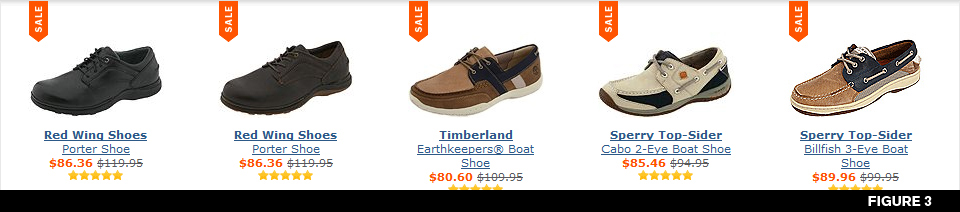 SALE SALE SALE SALE SALE
Red Wing Shoes
Porter Shoe
$86.36 $119.95
Red Wing Shoes
Porter Shoe
$86.36 $119.95
Timberland
Earthkeepers® Boat
Shoe
$80.60 $109.95
Sperry Top-Sider
Cabo 2-Eye Boat Shoe
$85.46 $94.95
Sperry Top-Sider
Billfish 3-Eye Boat
Shoe
$89.96 $99.95
FIGURE 3